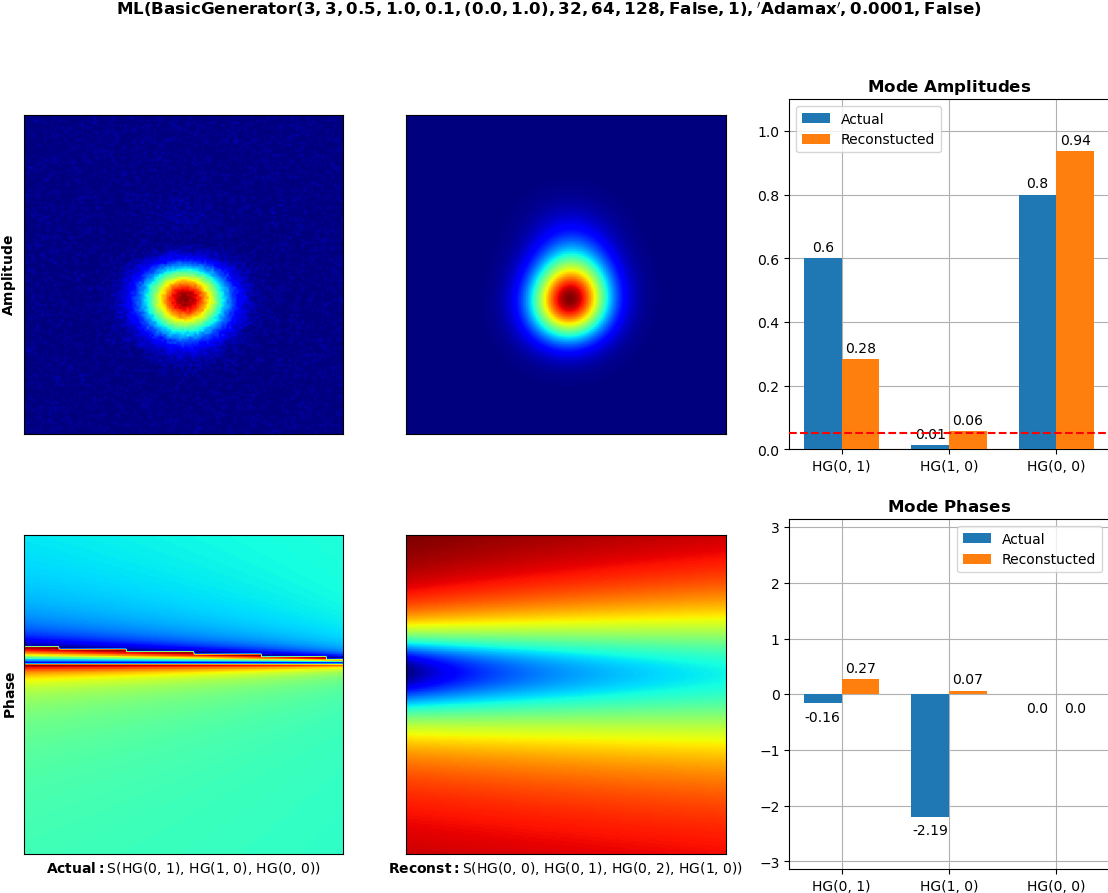 ML(BasicGenerator(3, 3, 0.5, 1.0, 0.1, (0.0, 1.0), 32, 64, 128, False, 1), ′Adamax′, 0.0001, False)
Amplitude
Mode Amplitudes
Actual
Reconstucted
1.0
0.8
0.6
0.4
0.2
0.0
0.6
0.28
0.01
0.06
0.8
0.94
HG(0, 1)
HG(1, 0)
HG(0, 0)
Phase
Actual: S(HG(0, 1), HG(1, 0), HG(0, 0))
Reconst: S(HG(0, 0), HG(0, 1), HG(0, 2), HG(1, 0))
Mode Phases
Actual
Reconstucted
3
2
1
0
−1
−2
−3
-0.16
0.27
-2.19
0.07
0.0
0.0
HG(0, 1)
HG(1, 0)
HG(0, 0)